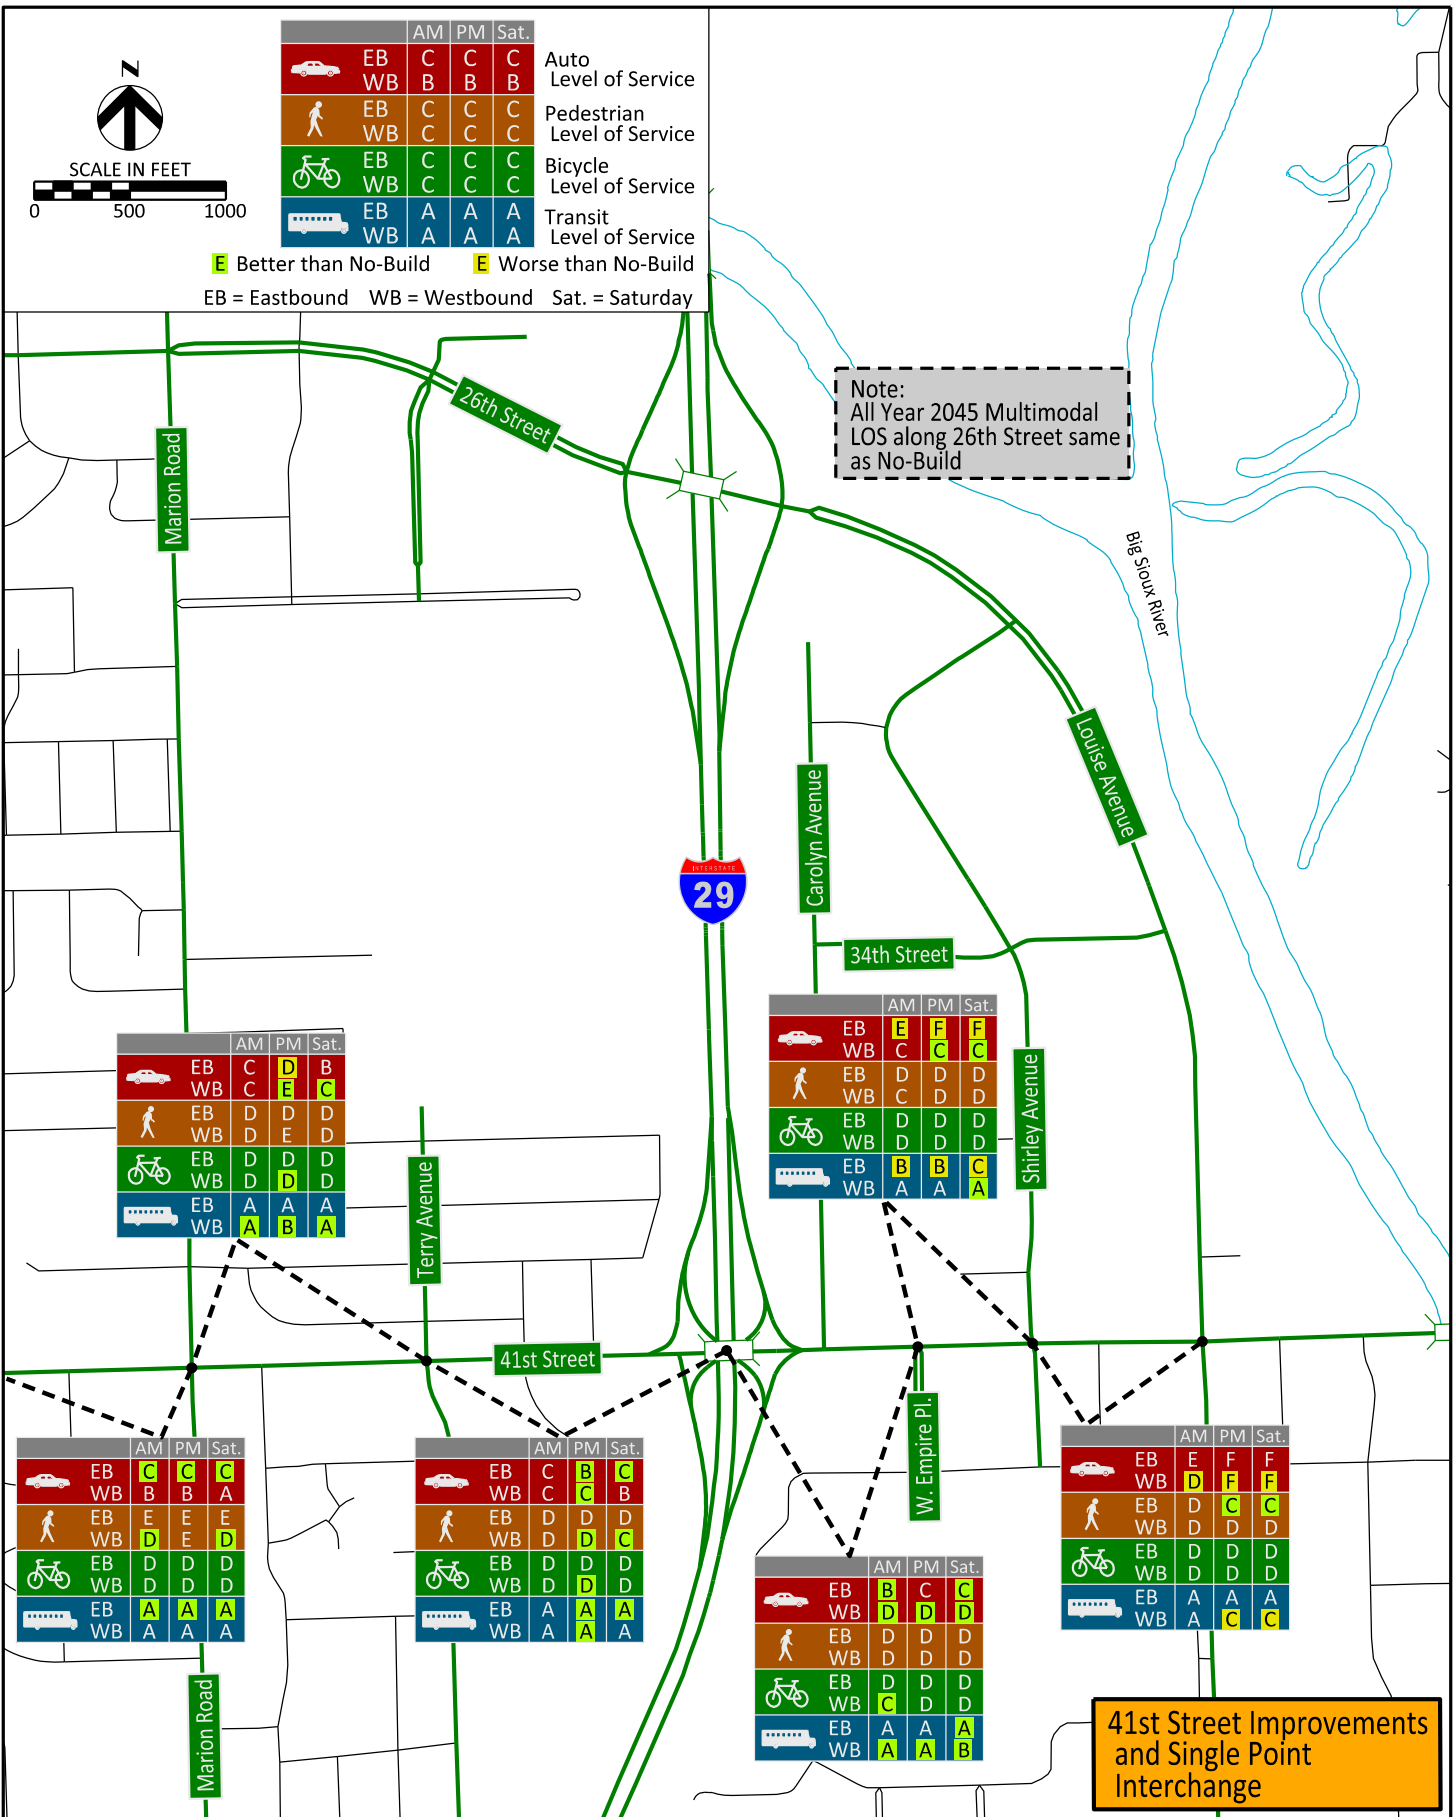 AM PM Sat.
EB C C C
WB B B B
Auto
Level of Service
EB C C C
WB C C C
Pedestrian
Level of Service
EB C C C
WB C C C
Bicycle
Level of Service
EB A A A
WB A A A
Transit
Level of Service
N
SCALE IN FEET
0 500 1000
E Better than No-Build E Worse than No-Build
EB = Eastbound WB = Westbound Sat. = Saturday
26th Street
Note:
All Year 2045 Multimodal
LOS along 26th Street same
as No-Build
Marion Road
Big Sioux River
Louise Avenue
Carolyn Avenue
INTERSTATE
29
34th Street
Shirley Avenue
AM PM Sat.
EB E F F
WB C C C
EB D D D
WB C D D
EB D D D
WB D D D
EB B B C
WB A A A
AM PM Sat.
EB C D B
WB C E C
EB D D D
WB D E D
EB D D D
WB D D D
EB A A A
WB A B A
Terry Avenue
41st Street
W. Empire Pl.
AM PM Sat.
EB C C C
WB B B A
EB E E E
WB D E D
EB D D D
WB D D D
EB A A A
WB A A A
AM PM Sat.
EB C B C
WB C C B
EB D D D
WB D D C
EB D D D
WB D D D
EB A A A
WB A A A
AM PM Sat.
EB B C C
WB D D D
EB D D D
WB D D D
EB D D D
WB C D D
EB A A A
WB A A B
AM PM Sat.
EB E F F
WB D F F
EB D C C
WB D D D
EB D D D
WB D D D
EB A A A
WB A C C
Marion Road
41st Street Improvements
and Single Point
Interchange